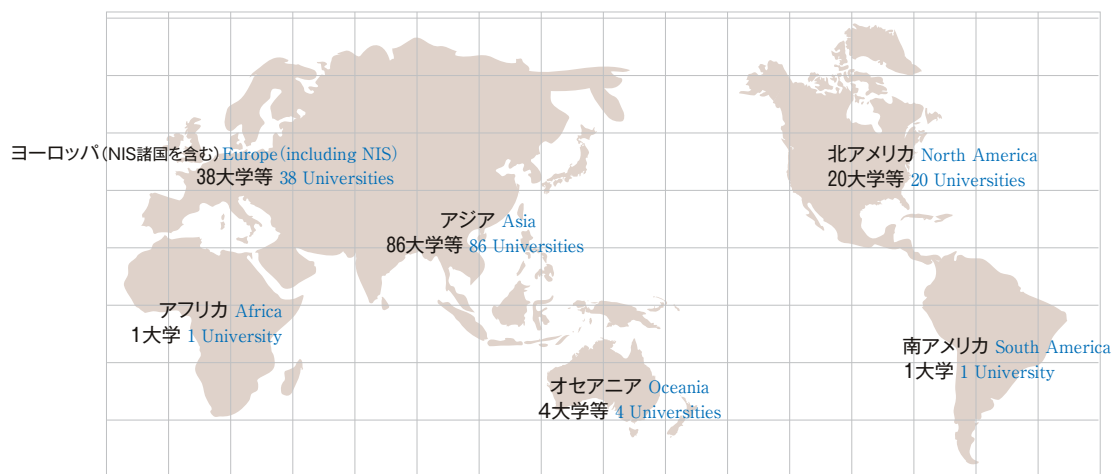 ヨーロッパ(NIS諸国を含む) Europe(including NIS)
38大学等 38 Universities
北アメリカ North America
20大学等 20 Universities
アジア Asia
86大学等 86 Universities
アフリカ Africa
1大学 1 University
南アメリカ South America
1大学 1 University
オセアニア Oceania
4大学等 4 Universities